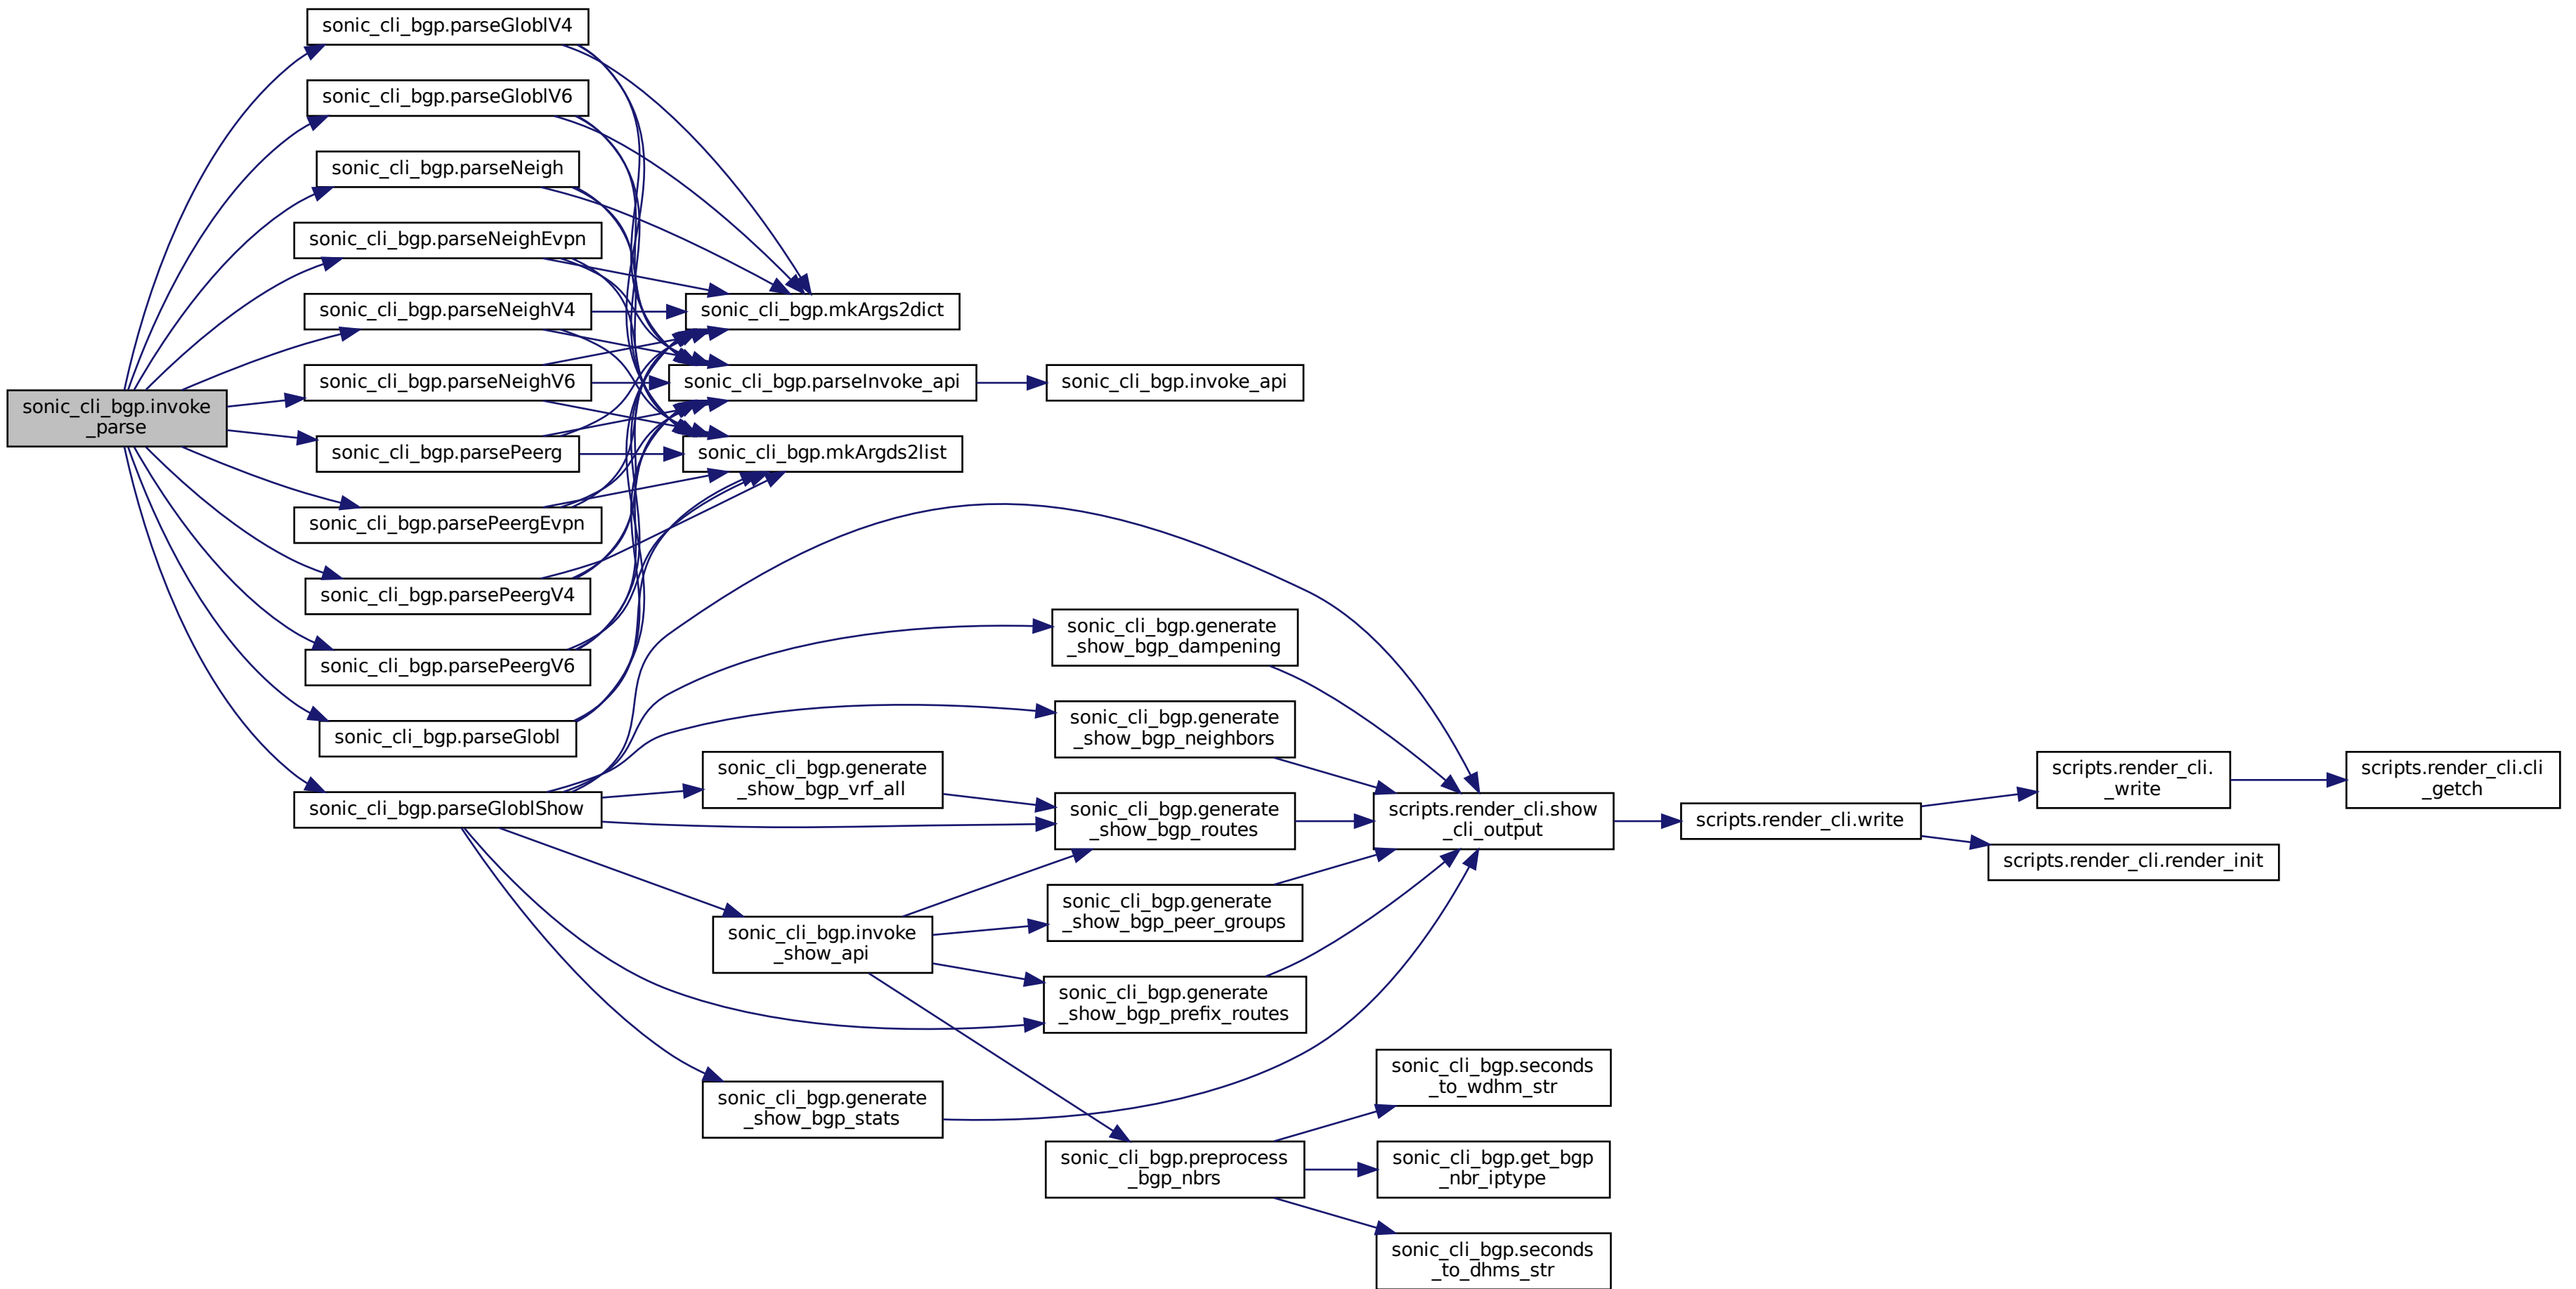 sonic_cli_bgp.invoke
_parse
sonic_cli_bgp.parseGloblV4
sonic_cli_bgp.parseGloblV6
sonic_cli_bgp.parseNeigh
sonic_cli_bgp.parseNeighEvpn
sonic_cli_bgp.parseNeighV4
sonic_cli_bgp.parseNeighV6
sonic_cli_bgp.parsePeerg
sonic_cli_bgp.parsePeergEvpn
sonic_cli_bgp.parsePeergV4
sonic_cli_bgp.parsePeergV6
sonic_cli_bgp.parseGlobl
sonic_cli_bgp.parseGloblShow
sonic_cli_bgp.mkArgs2dict
sonic_cli_bgp.parseInvoke_api
sonic_cli_bgp.mkArgds2list
sonic_cli_bgp.generate
_show_bgp_vrf_all
sonic_cli_bgp.invoke
_show_api
sonic_cli_bgp.generate
_show_bgp_stats
sonic_cli_bgp.invoke_api
sonic_cli_bgp.generate
_show_bgp_dampening
sonic_cli_bgp.generate
_show_bgp_neighbors
sonic_cli_bgp.generate
_show_bgp_routes
sonic_cli_bgp.generate
_show_bgp_peer_groups
sonic_cli_bgp.generate
_show_bgp_prefix_routes
sonic_cli_bgp.preprocess
_bgp_nbrs
scripts.render_cli.show
_cli_output
sonic_cli_bgp.seconds
_to_wdhm_str
sonic_cli_bgp.get_bgp
_nbr_iptype
sonic_cli_bgp.seconds
_to_dhms_str
scripts.render_cli.write
scripts.render_cli.
_write
scripts.render_cli.render_init
scripts.render_cli.cli
_getch